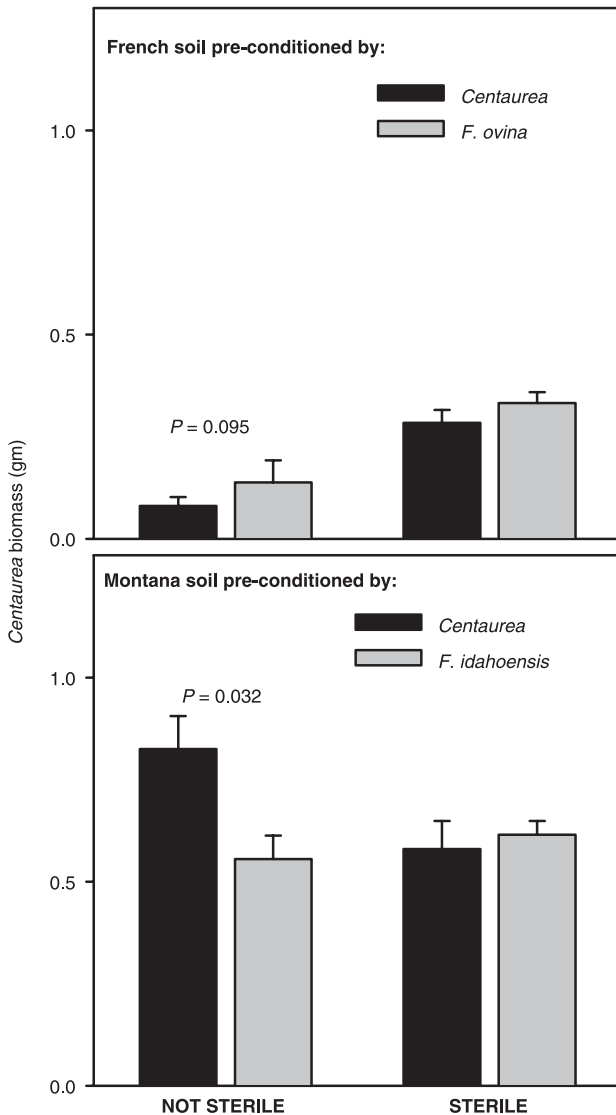 French soil pre-conditioned by:
Centaurea
F. ovina
1.0
0.5
P = 0.095
0.0
Centaurea biomass (gm)
Montana soil pre-conditioned by:
Centaurea
F. idahoensis
1.0
P = 0.032
0.5
0.0
NOT STERILE STERILE